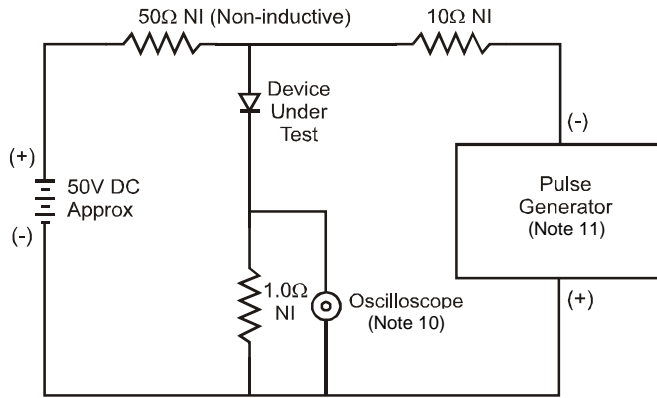 50Ω NI (Non-inductive)
10Ω NI
Device
Under
Test
(-)
(+)
50V DC
Approx
(-)
Pulse
Generator
(Note 11)
1.0Ω
NI
Oscilloscope
(Note 10)
(+)